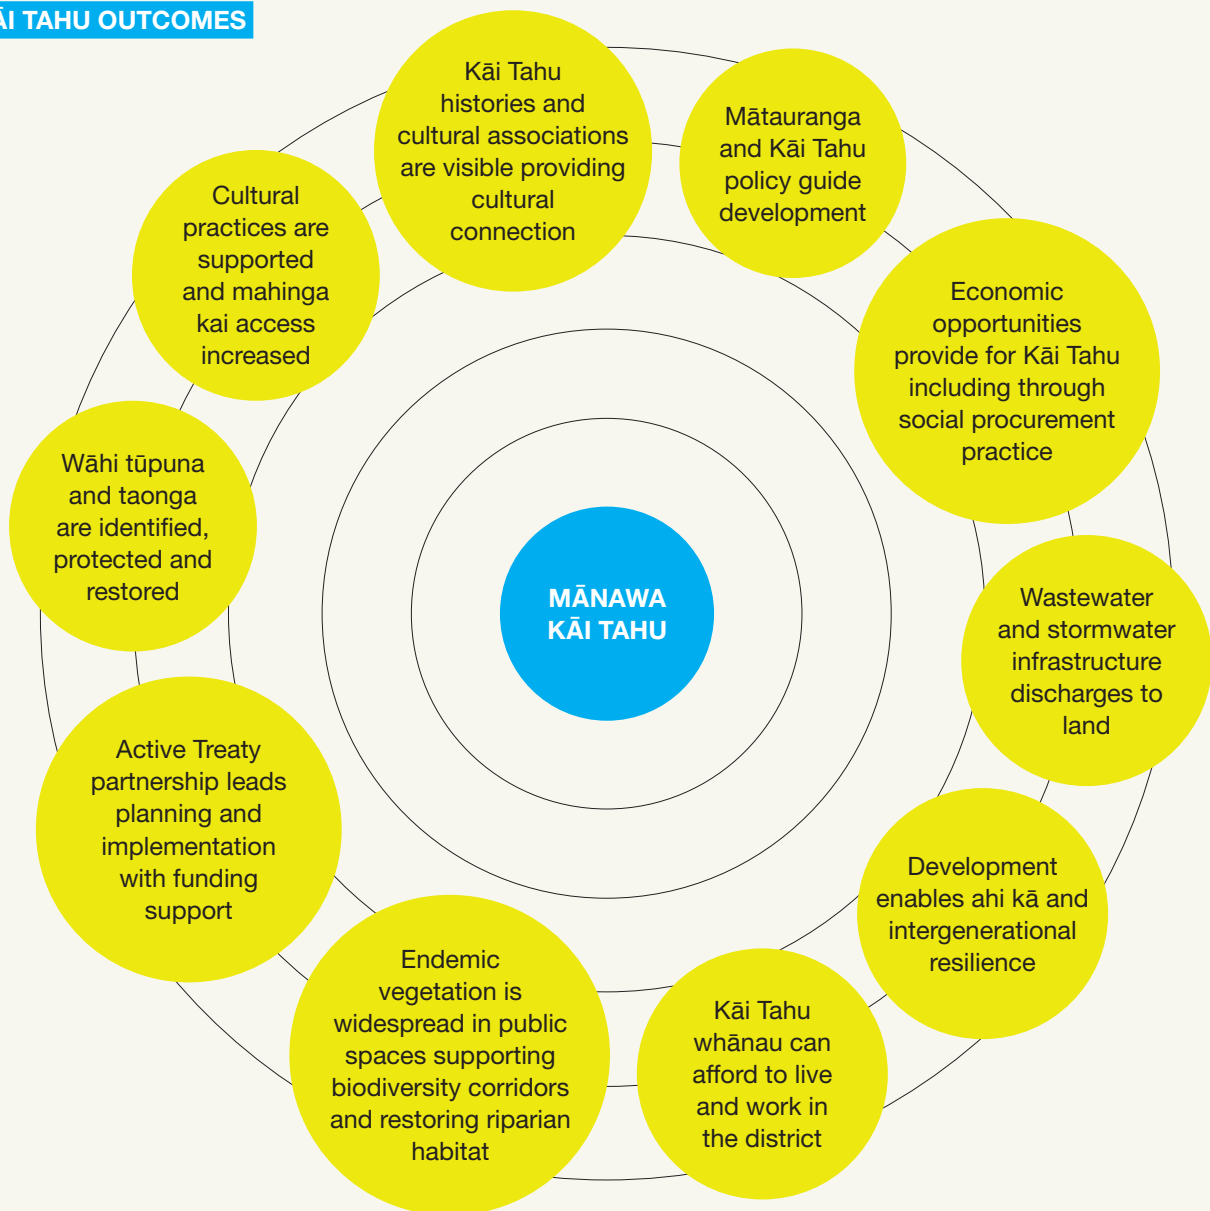 ĀI TAHU OUTCOMES
Kāi Tahu
histories and
cultural associations
are visible providing
cultural
connection
Mātauranga
and Kāi Tahu
policy guide
development
Economic
opportunities
provide for Kāi Tahu
including through
social procurement
practice
Wastewater
and stormwater
infrastructure
discharges to
land
Development
enables ahi kā and
intergenerational
resilience
Kāi Tahu
whānau can
afford to live
and work in
the district
Endemic
vegetation is
widespread in public
spaces supporting
biodiversity corridors
and restoring riparian
habitat
Active Treaty
partnership leads
planning and
implementation
with funding
support
Wāhi tūpuna
and taonga
are identified,
protected and
restored
Cultural
practices are
supported
and mahinga
kai access
increased
MĀNAWA
KĀI TAHU